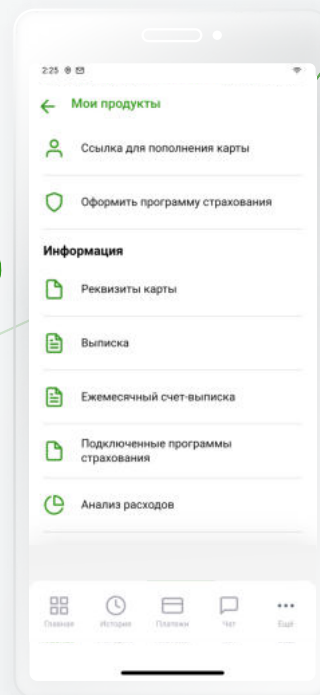 2:25
Мои продукты
Ссылка для пополнения карты
Оформить программу страхования
Информация
Реквизиты карты
Выписка
Ежемесячный счет-выписка
Подключенные программы
страхования
Анализ расходов
Главная История Платежи Чат Ещё